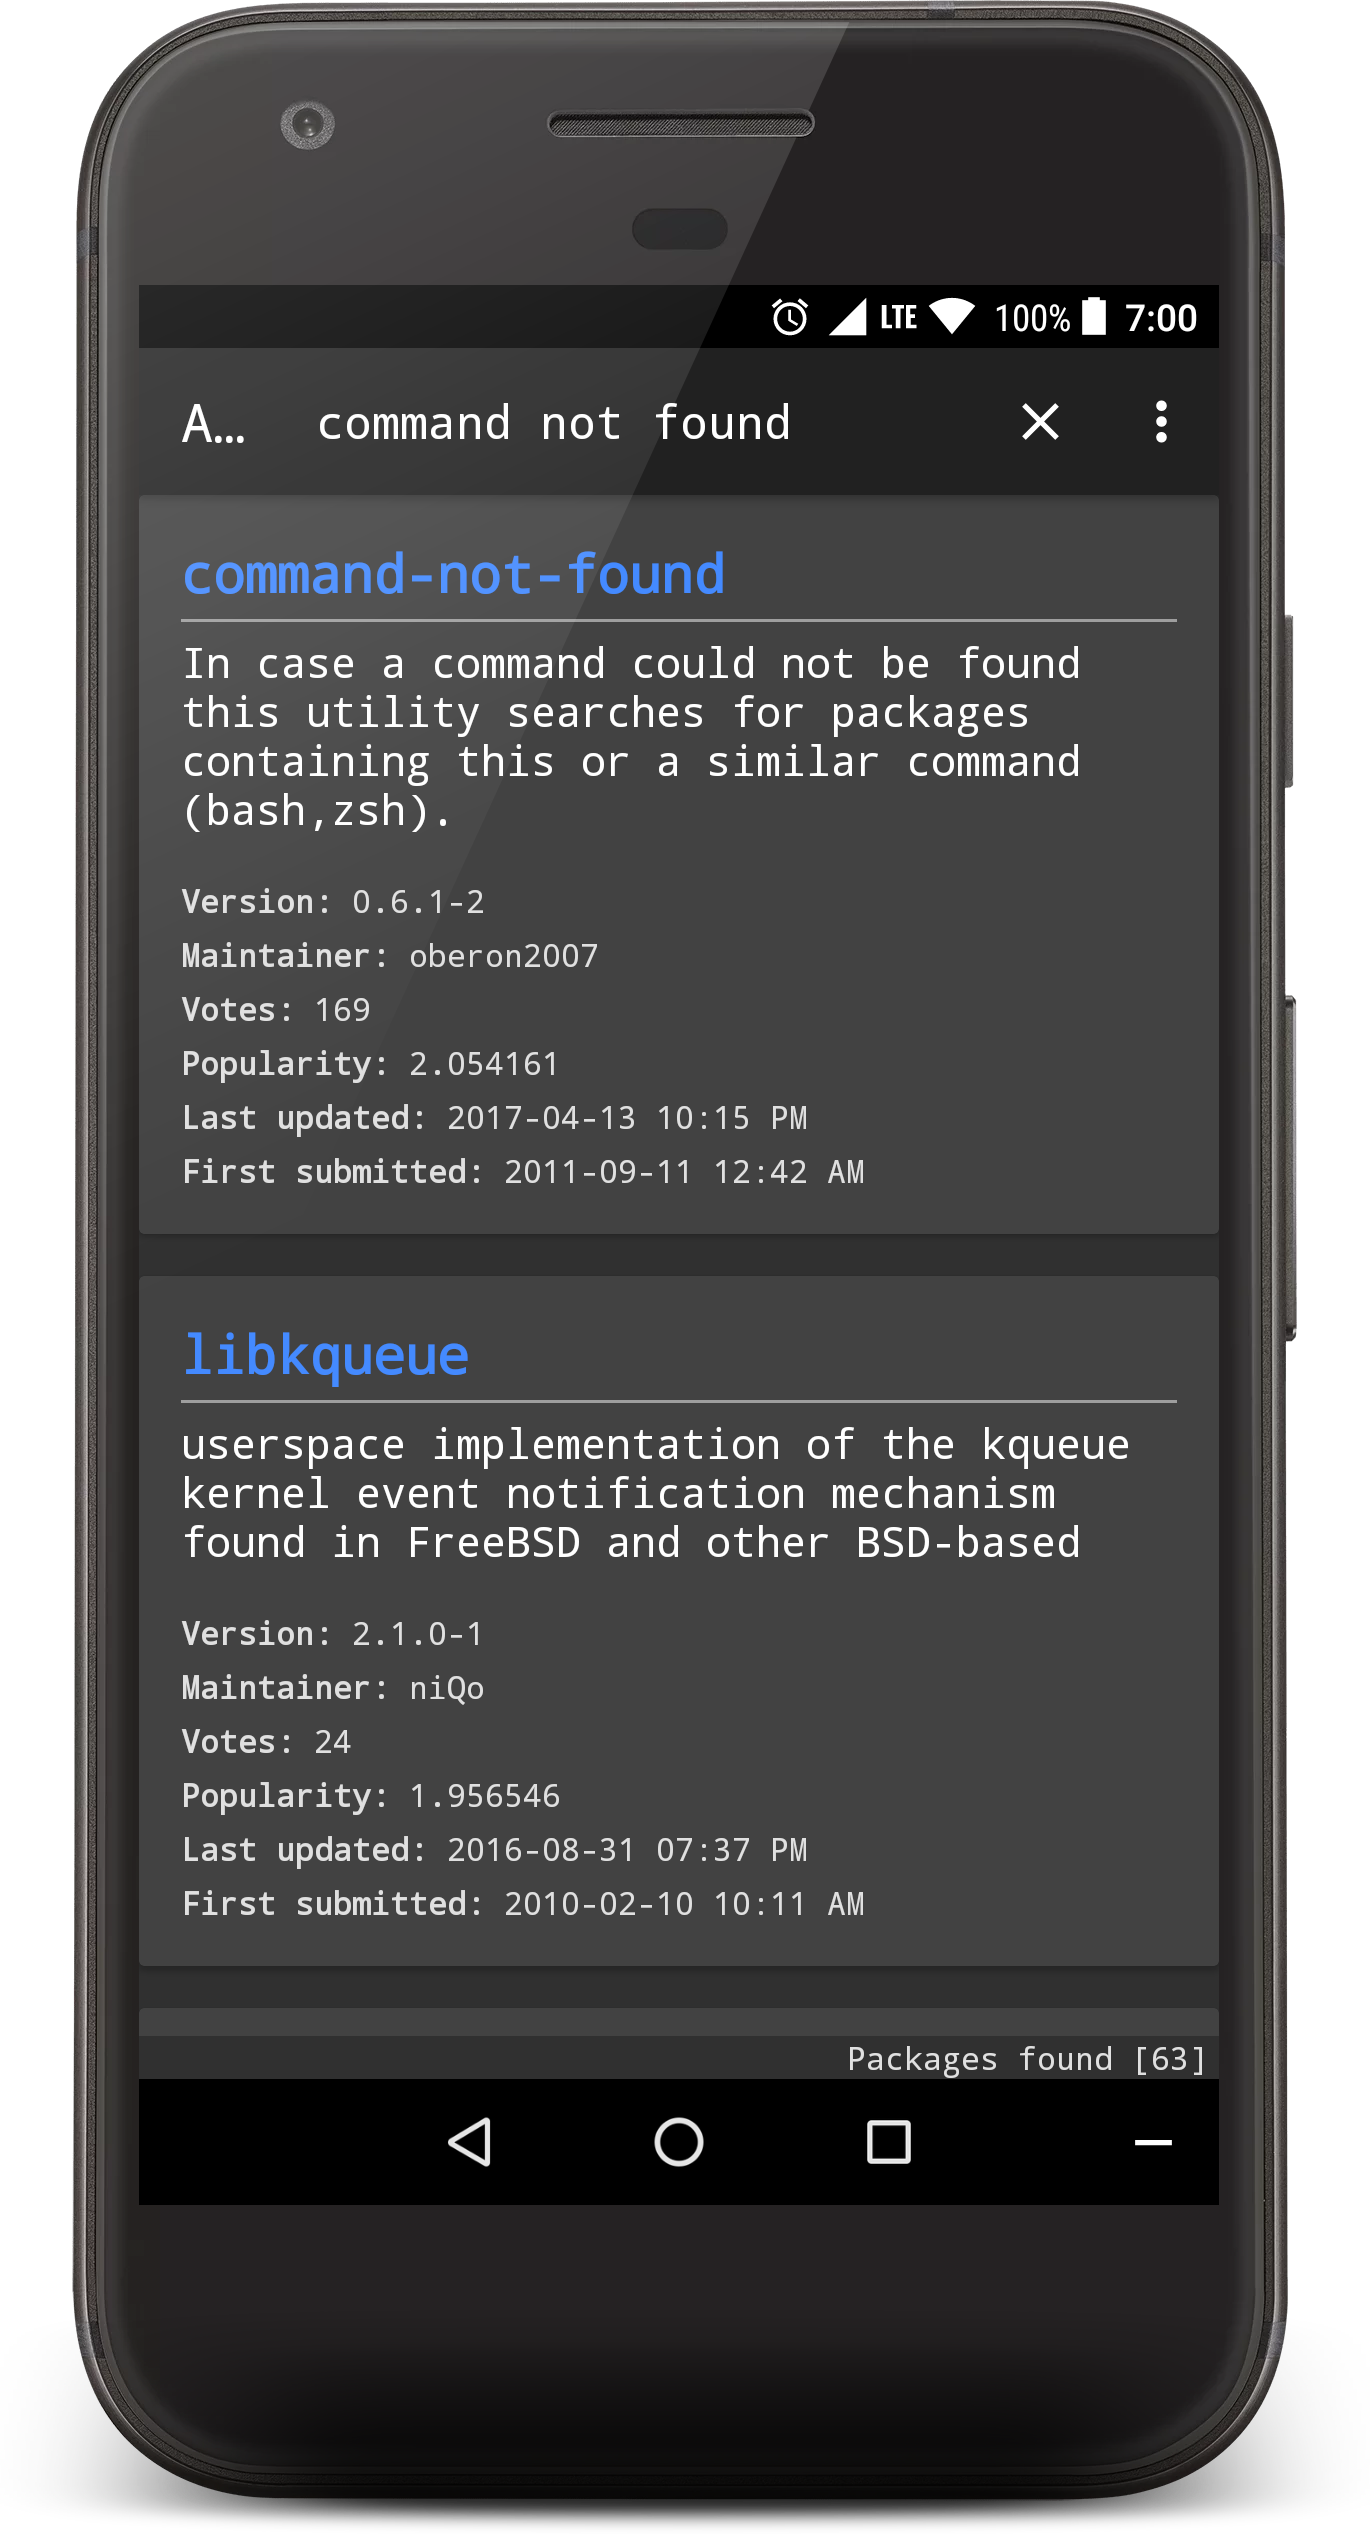 LTE 100% 7:00
A... command not found
command-not-found
In case a command could not be found
this utility searches for packages
containing this or a similar command
(bash,zsh).
Version: 0.6.1-2
Maintainer: oberon2007
Votes: 169
Popularity: 2.054161
Last updated: 2017-04-13 10:15 PM
First submitted: 2011-09-11 12:42 AM
libkqueue
userspace implementation of the kqueue
kernel event notification mechanism
found in FreeBSD and other BSD-based
Version: 2.1.0-1
Maintainer: niQo
Votes: 24
Popularity: 1.956546
Last updated: 2016-08-31 07:37 PM
First submitted: 2010-02-10 10:11 AM
Packages found [63]